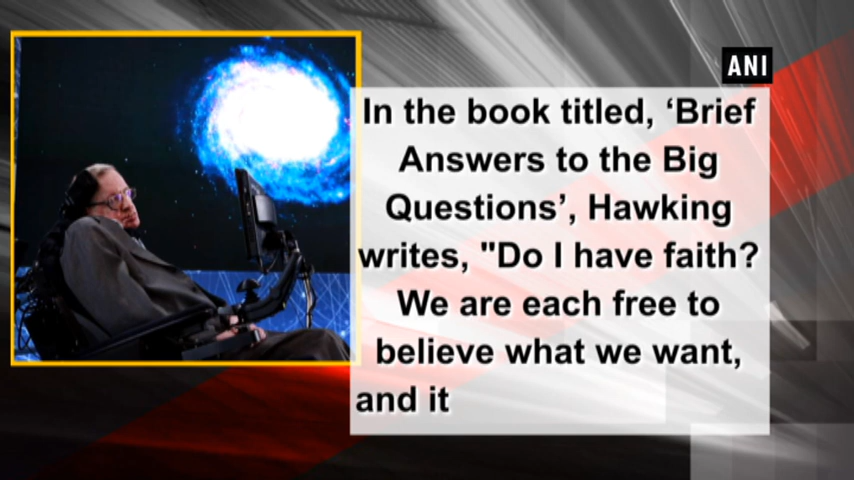 ANI
In the book titled, ‘Brief
Answers to the Big
Questions’, Hawking
writes, "Do I have faith?
We are each free to
believe what we want,
and it